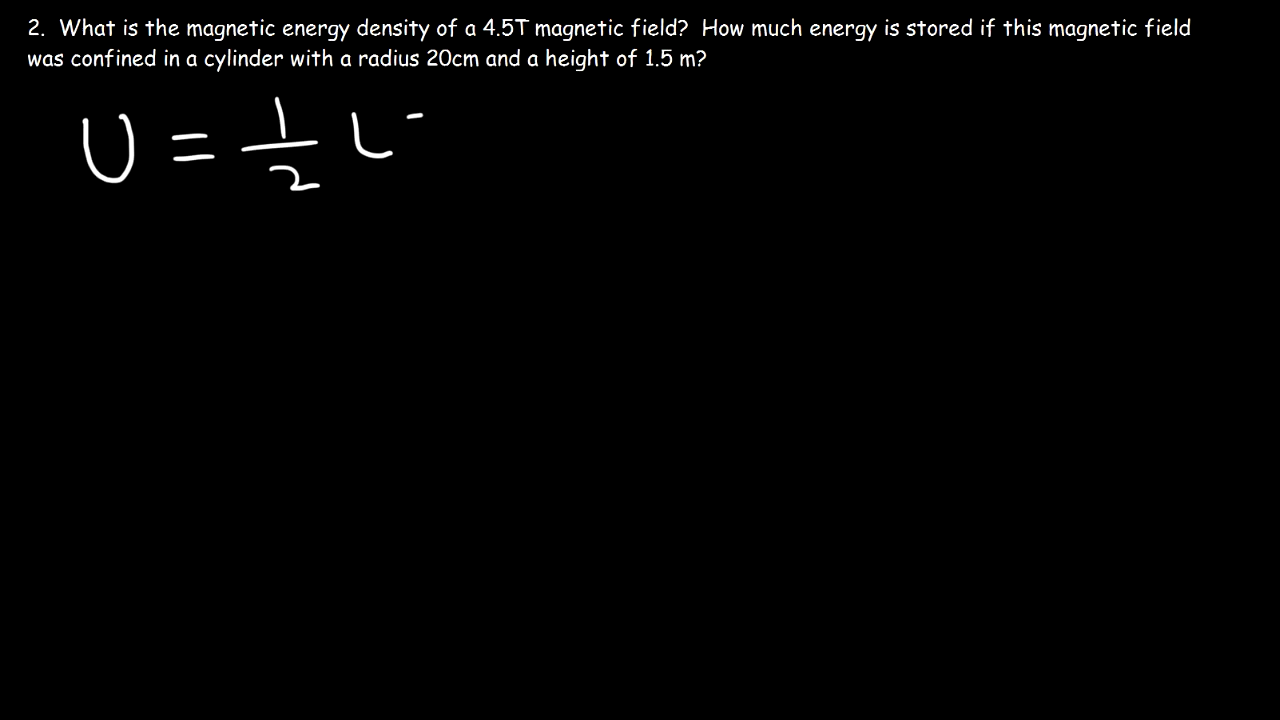 2. What is the magnetic energy density of a 4.5T magnetic field? How much energy is stored if this magnetic field
was confined in a cylinder with a radius 20cm and a height of 1.5 m?
U = 1/2 L